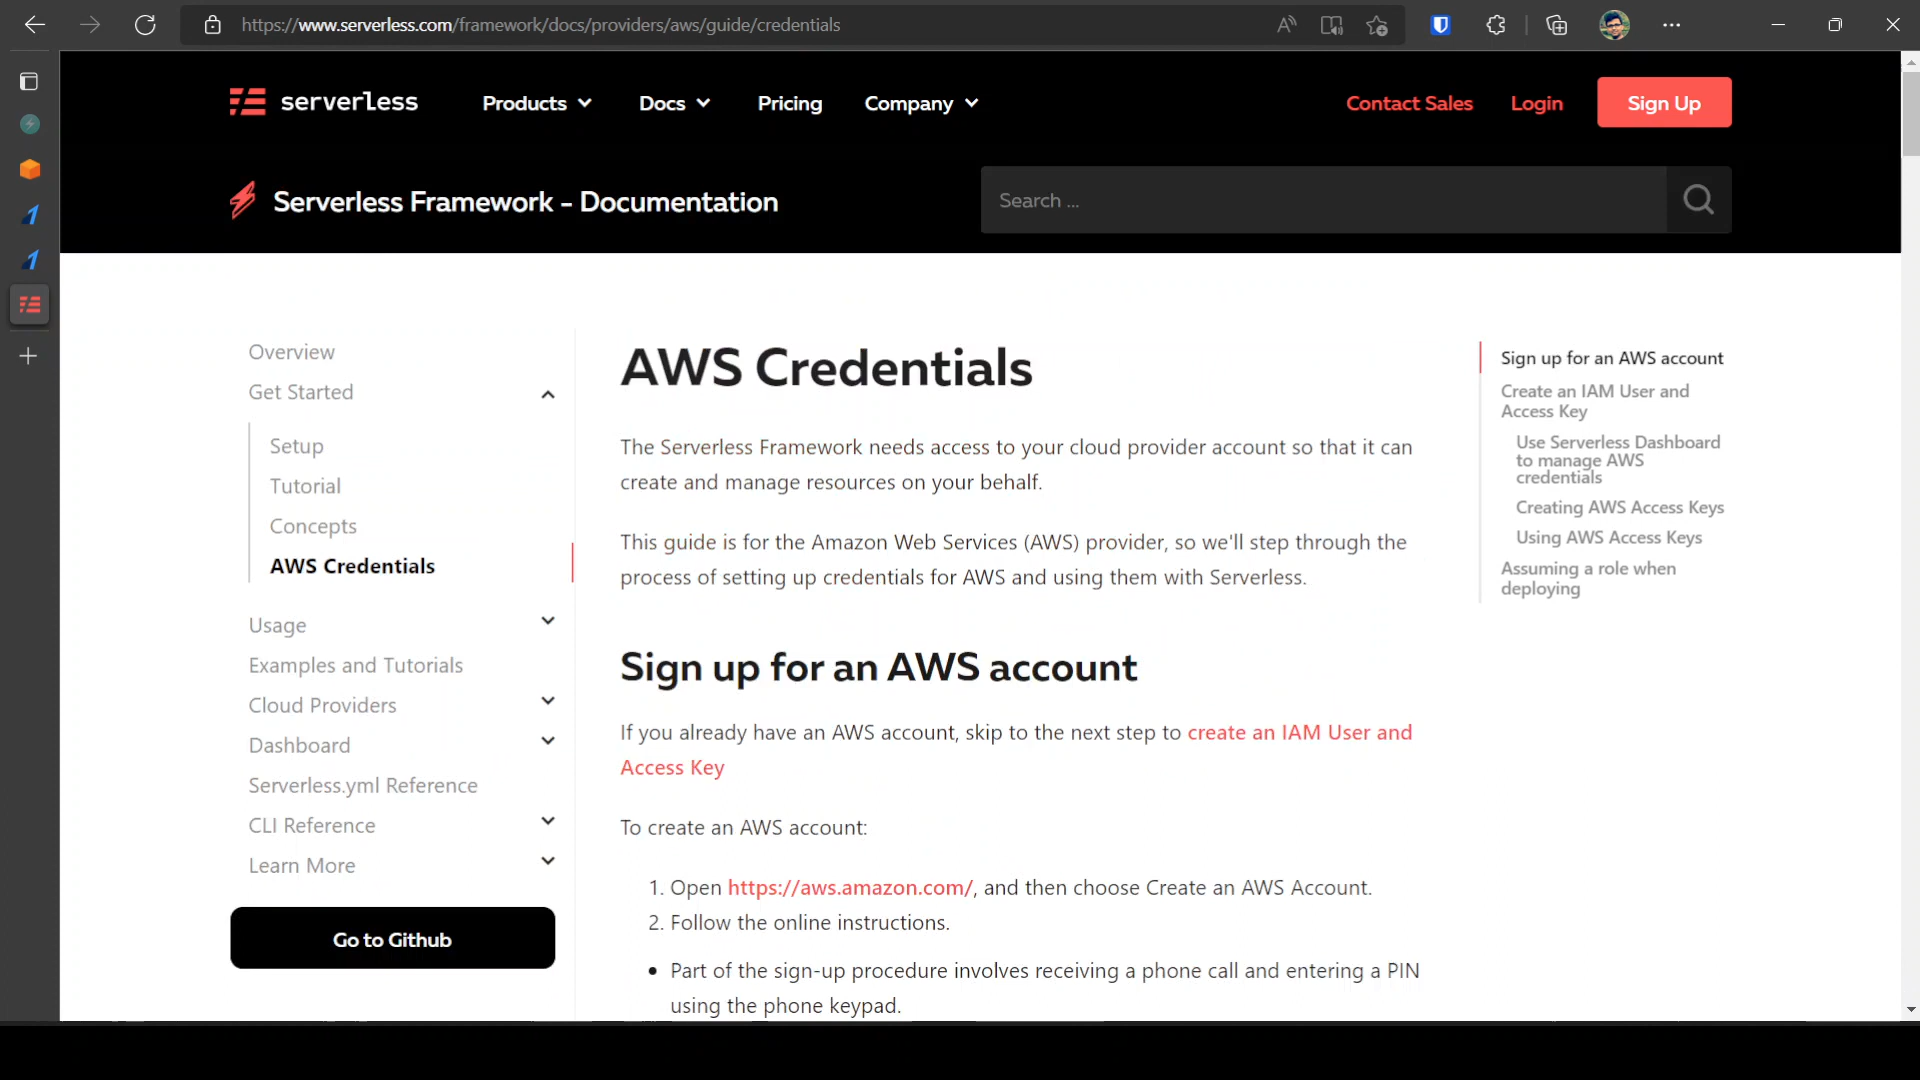 https://www.serverless.com/framework/docs/providers/aws/guide/credentials
serverless
Products
Docs
Pricing
Company
Contact Sales
Login
Sign Up
Serverless Framework - Documentation
Search ...
Overview
Get Started
Setup
Tutorial
Concepts
AWS Credentials
Usage
Examples and Tutorials
Cloud Providers
Dashboard
Serverless.yml Reference
CLI Reference
Learn More
Go to Github
AWS Credentials
The Serverless Framework needs access to your cloud provider account so that it can
create and manage resources on your behalf.
This guide is for the Amazon Web Services (AWS) provider, so we'll step through the
process of setting up credentials for AWS and using them with Serverless.
Sign up for an AWS account
If you already have an AWS account, skip to the next step to create an IAM User and
Access Key
To create an AWS account:
1. Open https://aws.amazon.com/, and then choose Create an AWS Account.
2. Follow the online instructions.
• Part of the sign-up procedure involves receiving a phone call and entering a PIN
using the phone keypad.
Sign up for an AWS account
Create an IAM User and
Access Key
Use Serverless Dashboard
to manage AWS
credentials
Creating AWS Access Keys
Using AWS Access Keys
Assuming a role when
deploying